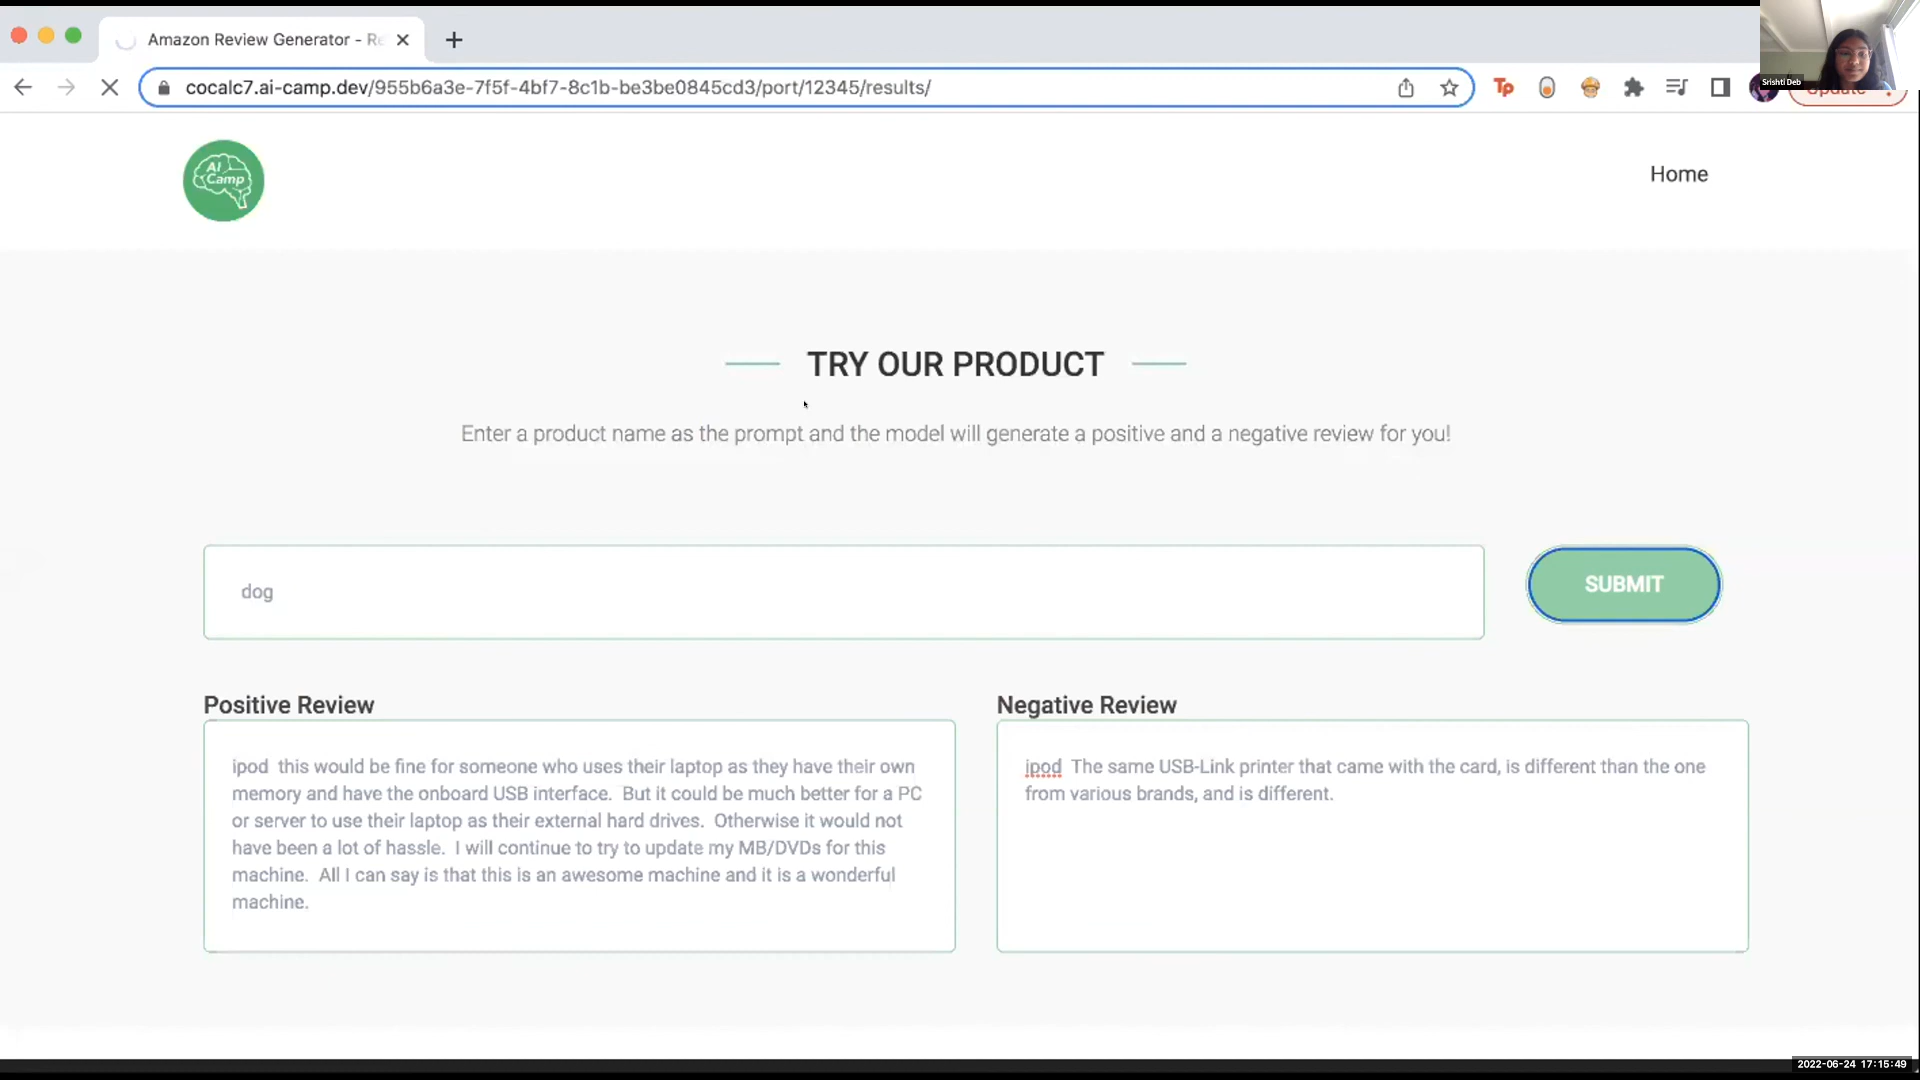 Amazon Review Generator - Re
cocalc7.ai-camp.dev/955b6a3e-7f5f-4bf7-8c1b-be3be0845cd3/port/12345/results/
Tp
Srishti Deb
Update
AI
Camp
Home
TRY OUR PRODUCT
Enter a product name as the prompt and the model will generate a positive and a negative review for you!
dog
SUBMIT
Positive Review
ipod this would be fine for someone who uses their laptop as they have their own
memory and have the onboard USB interface. But it could be much better for a PC
or server to use their laptop as their external hard drives. Otherwise it would not
have been a lot of hassle. I will continue to try to update my MB/DVDs for this
machine. All I can say is that this is an awesome machine and it is a wonderful
machine.
Negative Review
ipod The same USB-Link printer that came with the card, is different than the one
from various brands, and is different.
2022-06-24 17:15:49